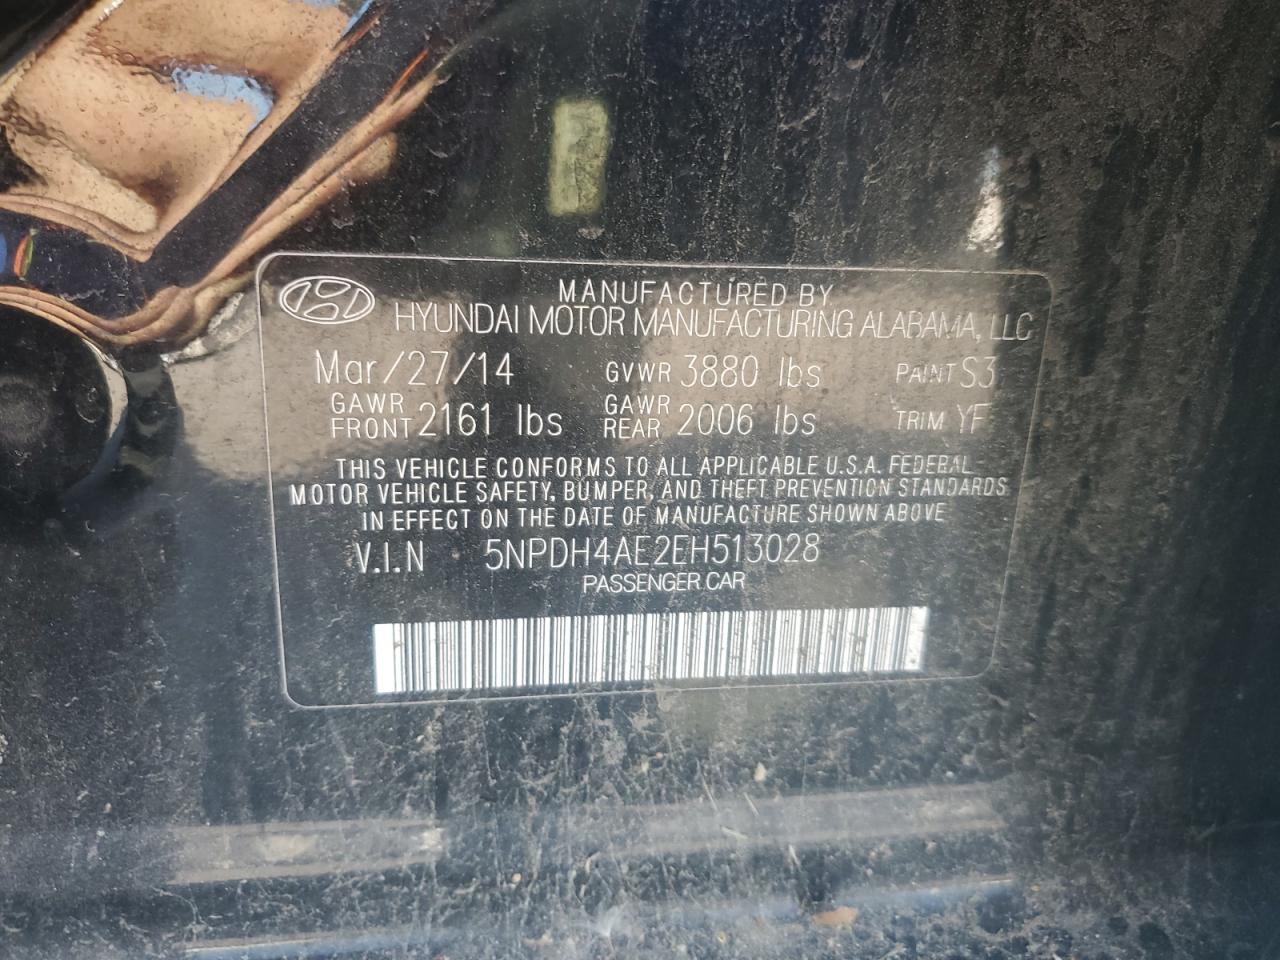 MANUFACTURED BY
HYUNDAI MOTOR MANUFACTURING ALABAMA, LLC
Mar/27/14 GVWR 3880 lbs PAINT S3
GAWR FRONT 2161 lbs GAWR REAR 2006 lbs TRIM YF
THIS VEHICLE CONFORMS TO ALL APPLICABLE U.S.A. FEDERAL
MOTOR VEHICLE SAFETY, BUMPER, AND THEFT PREVENTION STANDARDS
IN EFFECT ON THE DATE OF MANUFACTURE SHOWN ABOVE
V.I.N 5NPDH4AE2EH513028
PASSENGER CAR